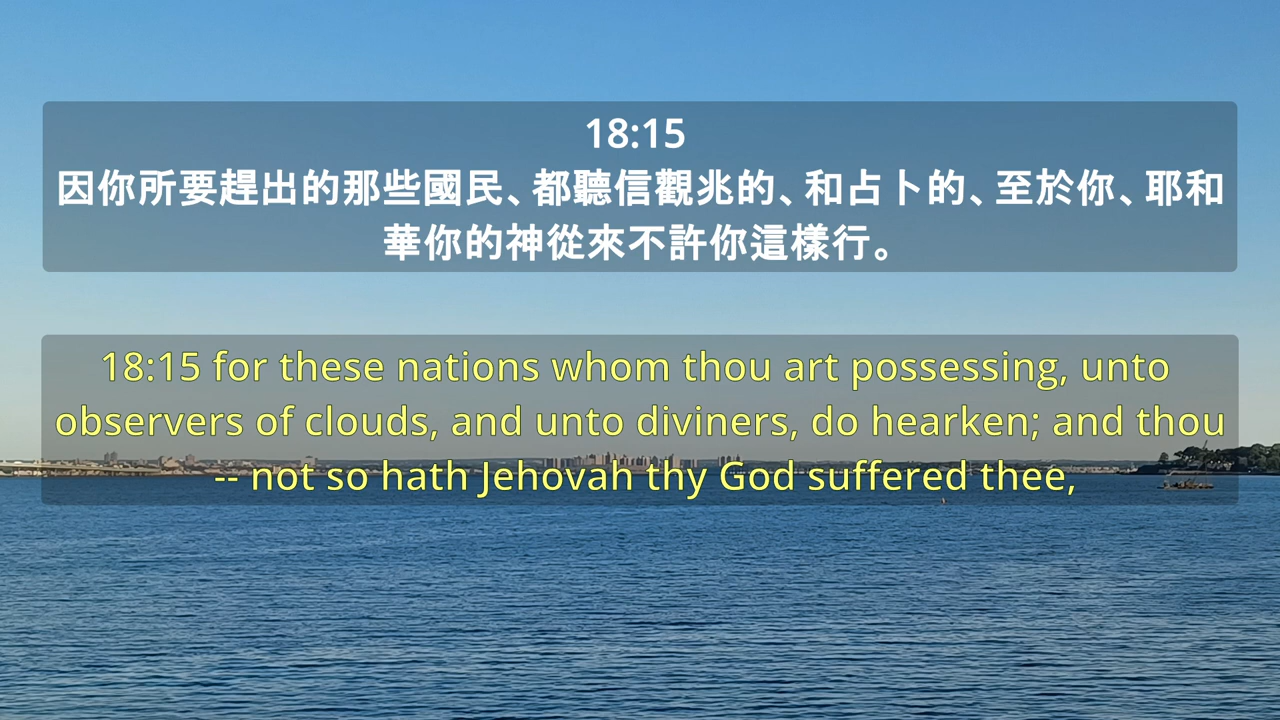 18:15
因你所要趕出的那些國民、都聽信觀兆的、和占卜的、至於你、耶和
華你的神從來不許你這樣行。
18:15 for these nations whom thou art possessing, unto
observers of clouds, and unto diviners, do hearken; and thou
-- not so hath Jehovah thy God suffered thee,